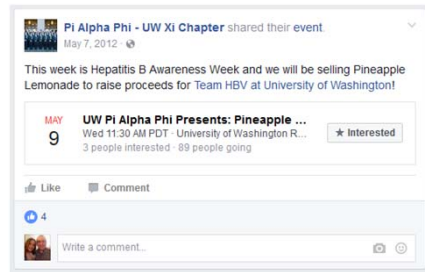 Pi Alpha Phi - UW Xi Chapter shared their event
May 7, 2012
This week is Hepatitis B Awareness Week and we will be selling Pineapple
Lemonade to raise proceeds for Team HBV at University of Washington!
MAY
9
UW Pi Alpha Phi Presents: Pineapple ...
Wed 11:30 AM PDT · University of Washington R...
3 people interested · 89 people going
★ Interested
Like Comment
4
Write a comment...